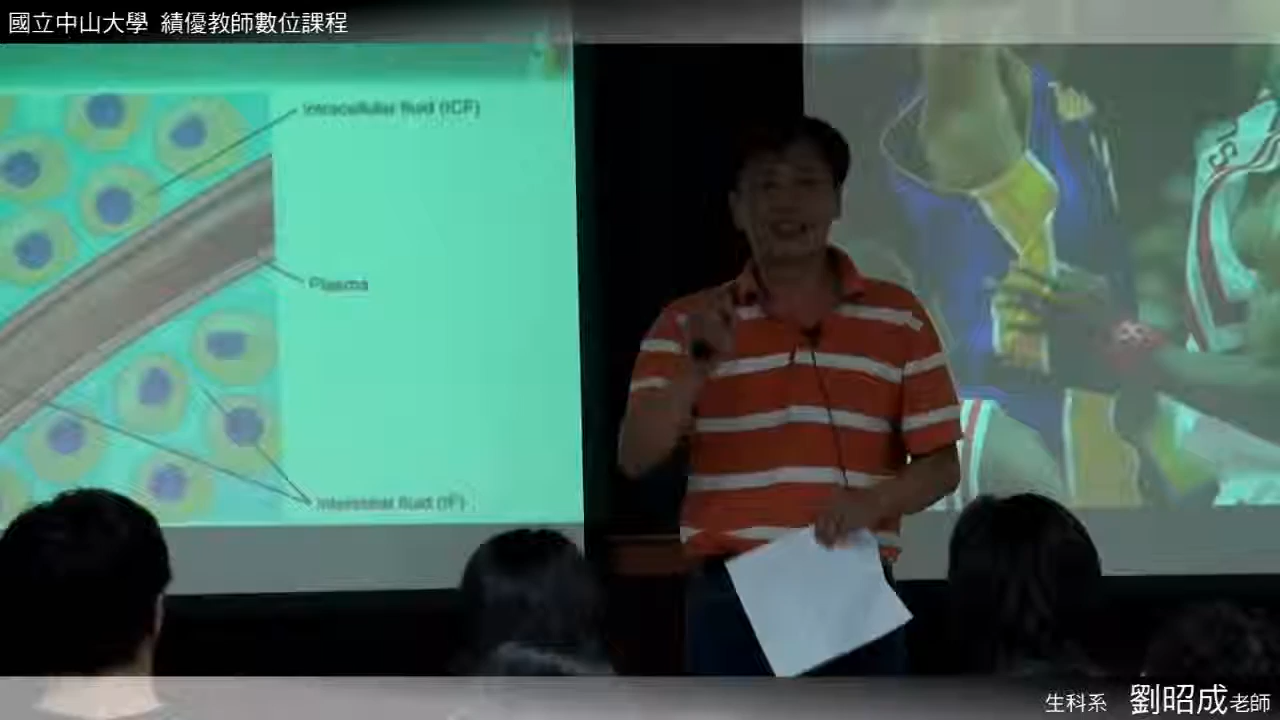 國立中山大學 績優教師數位課程
Intracellular fluid (ICF)
Plasma
Interstitial fluid (IF)
生科系 劉昭成老師